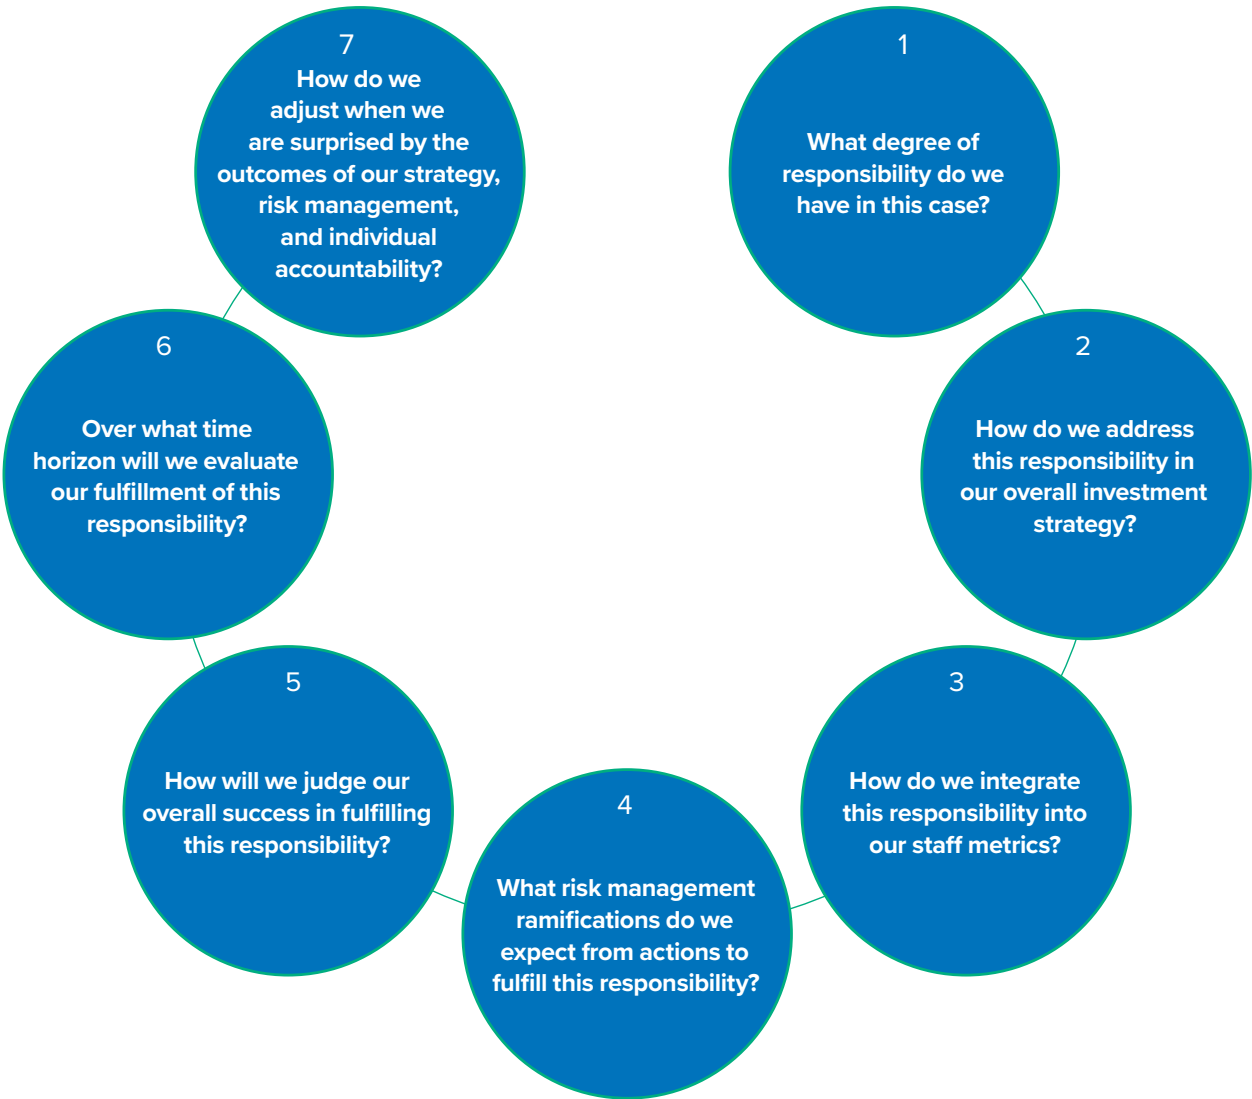 1
What degree of
responsibility do we
have in this case?
2
How do we address
this responsibility in
our overall investment
strategy?
3
How do we integrate
this responsibility into
our staff metrics?
4
What risk management
ramifications do we
expect from actions to
fulfill this responsibility?
5
How will we judge our
overall success in fulfilling
this responsibility?
6
Over what time
horizon will we evaluate
our fulfillment of this
responsibility?
7
How do we
adjust when we
are surprised by the
outcomes of our strategy,
risk management,
and individual
accountability?